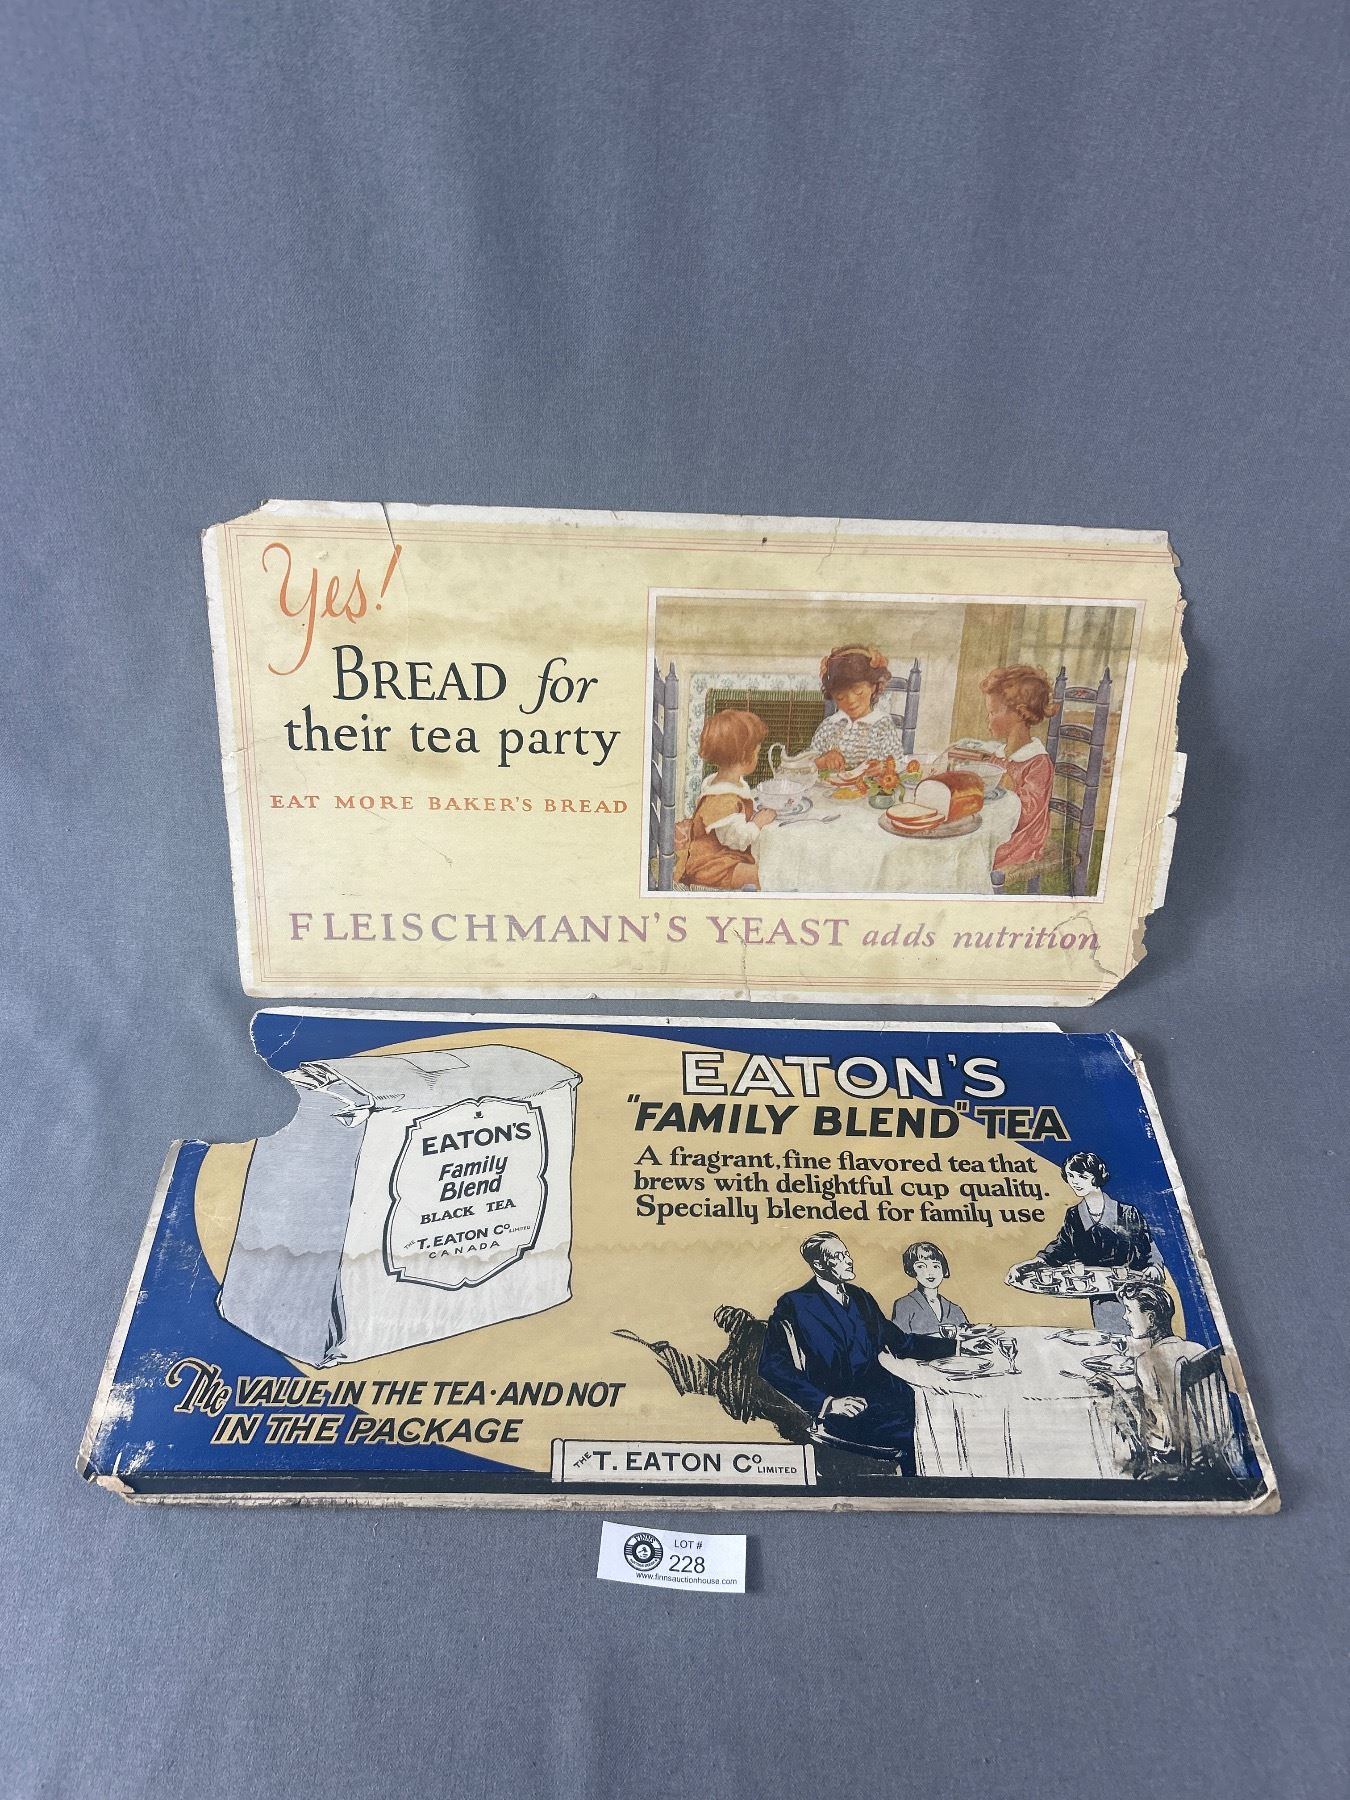 Yes!
BREAD for
their tea party
EAT MORE BAKER'S BREAD
FLEISCHMANN'S YEAST adds nutrition
EATON'S
"FAMILY BLEND" TEA
A fragrant, fine flavored tea that
brews with delightful cup quality.
Specially blended for family use
EATON'S
Family
Blend
BLACK TEA
THE T. EATON Co LIMITED
CANADA
The VALUE IN THE TEA · AND NOT
IN THE PACKAGE
THE T. EATON Co LIMITED
FINNS
LOT #
228
www.finnsauctionhouse.com